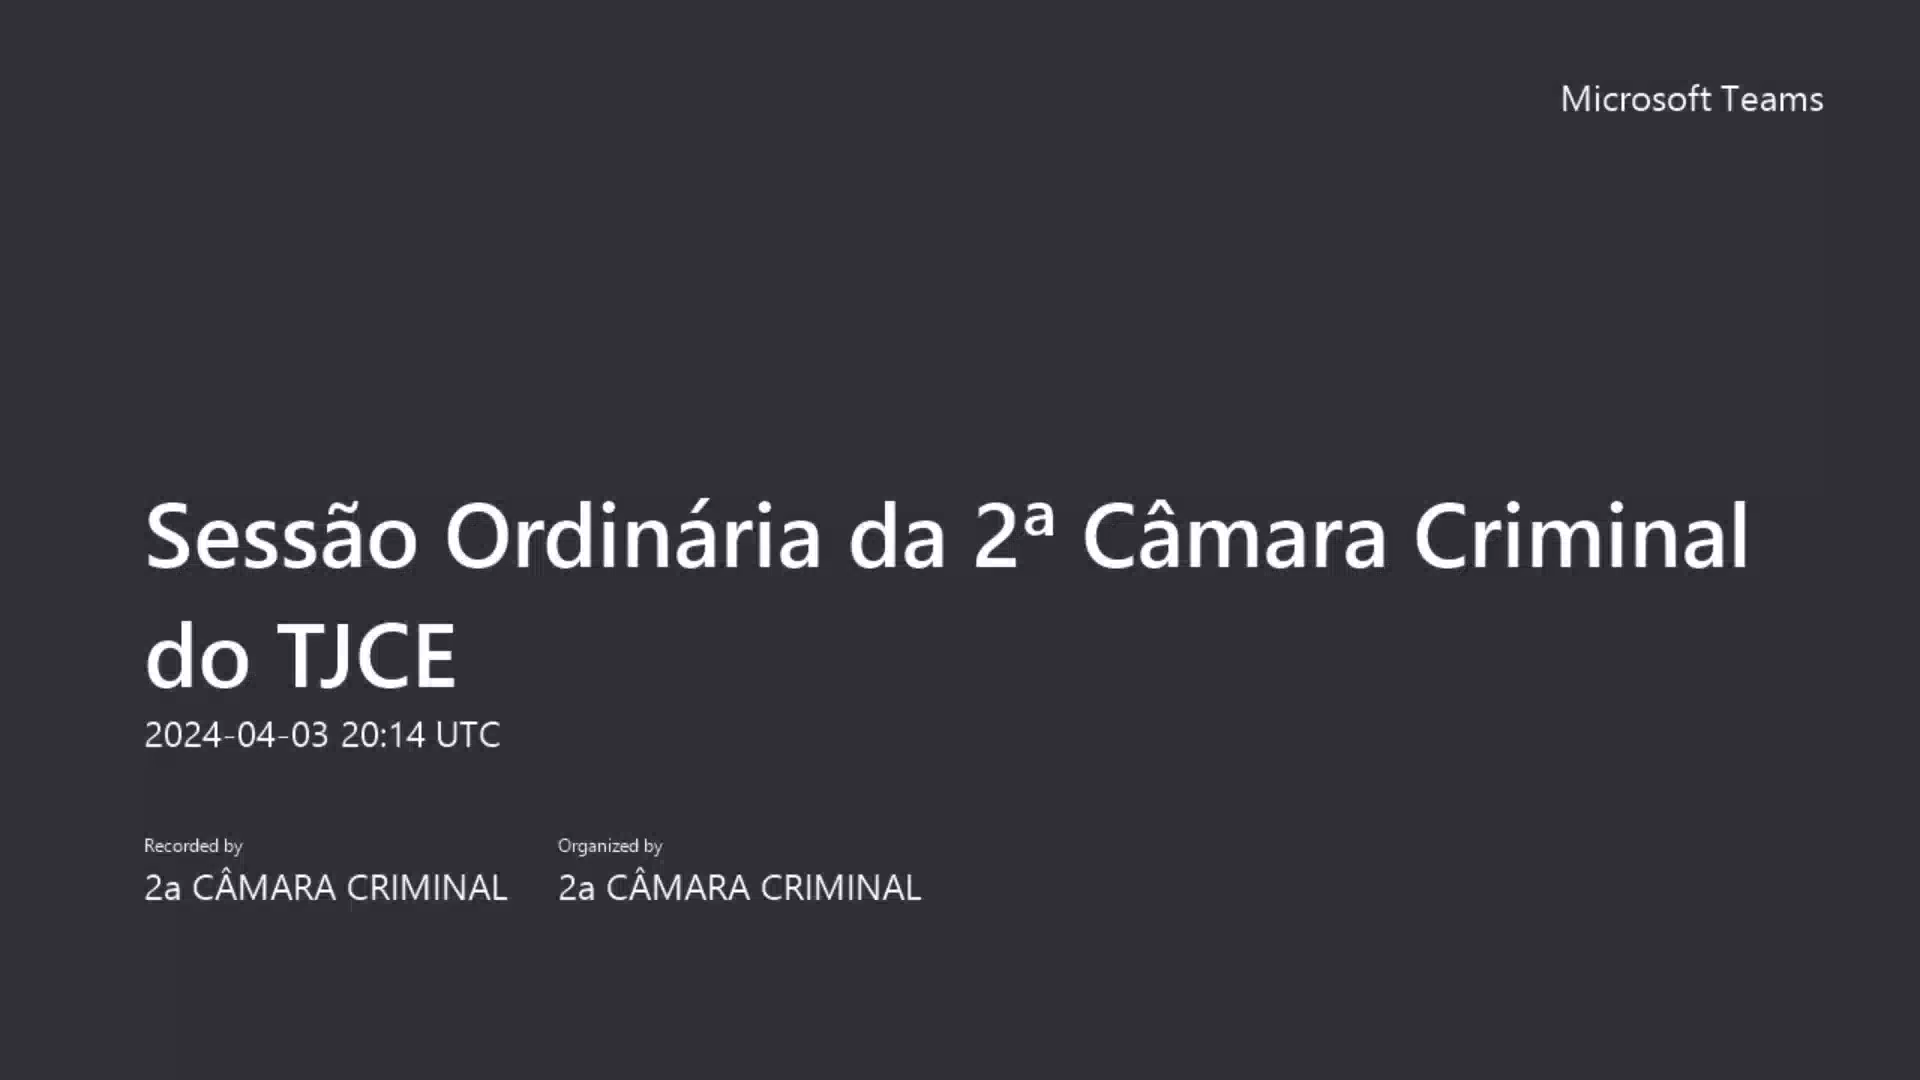 Microsoft Teams
Sessão Ordinária da 2ª Câmara Criminal
do TJCE
2024-04-03 20:14 UTC
Recorded by
2a CÂMARA CRIMINAL
Organized by
2a CÂMARA CRIMINAL